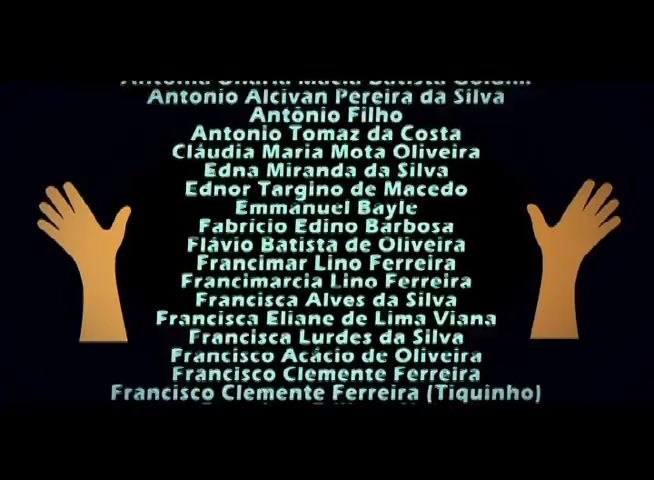 Antonio Alcivan Pereira da Silva
Antônio Filho
Antonio Tomaz da Costa
Cláudia Maria Mota Oliveira
Edna Miranda da Silva
Ednor Targino de Macedo
Emmanuel Bayle
Fabricio Edino Barbosa
Flávio Batista de Oliveira
Francimar Lino Ferreira
Francimarcia Lino Ferreira
Francisca Alves da Silva
Francisca Eliane de Lima Viana
Francisca Lurdes da Silva
Francisco Acácio de Oliveira
Francisco Clemente Ferreira
Francisco Clemente Ferreira (Tiquinho)